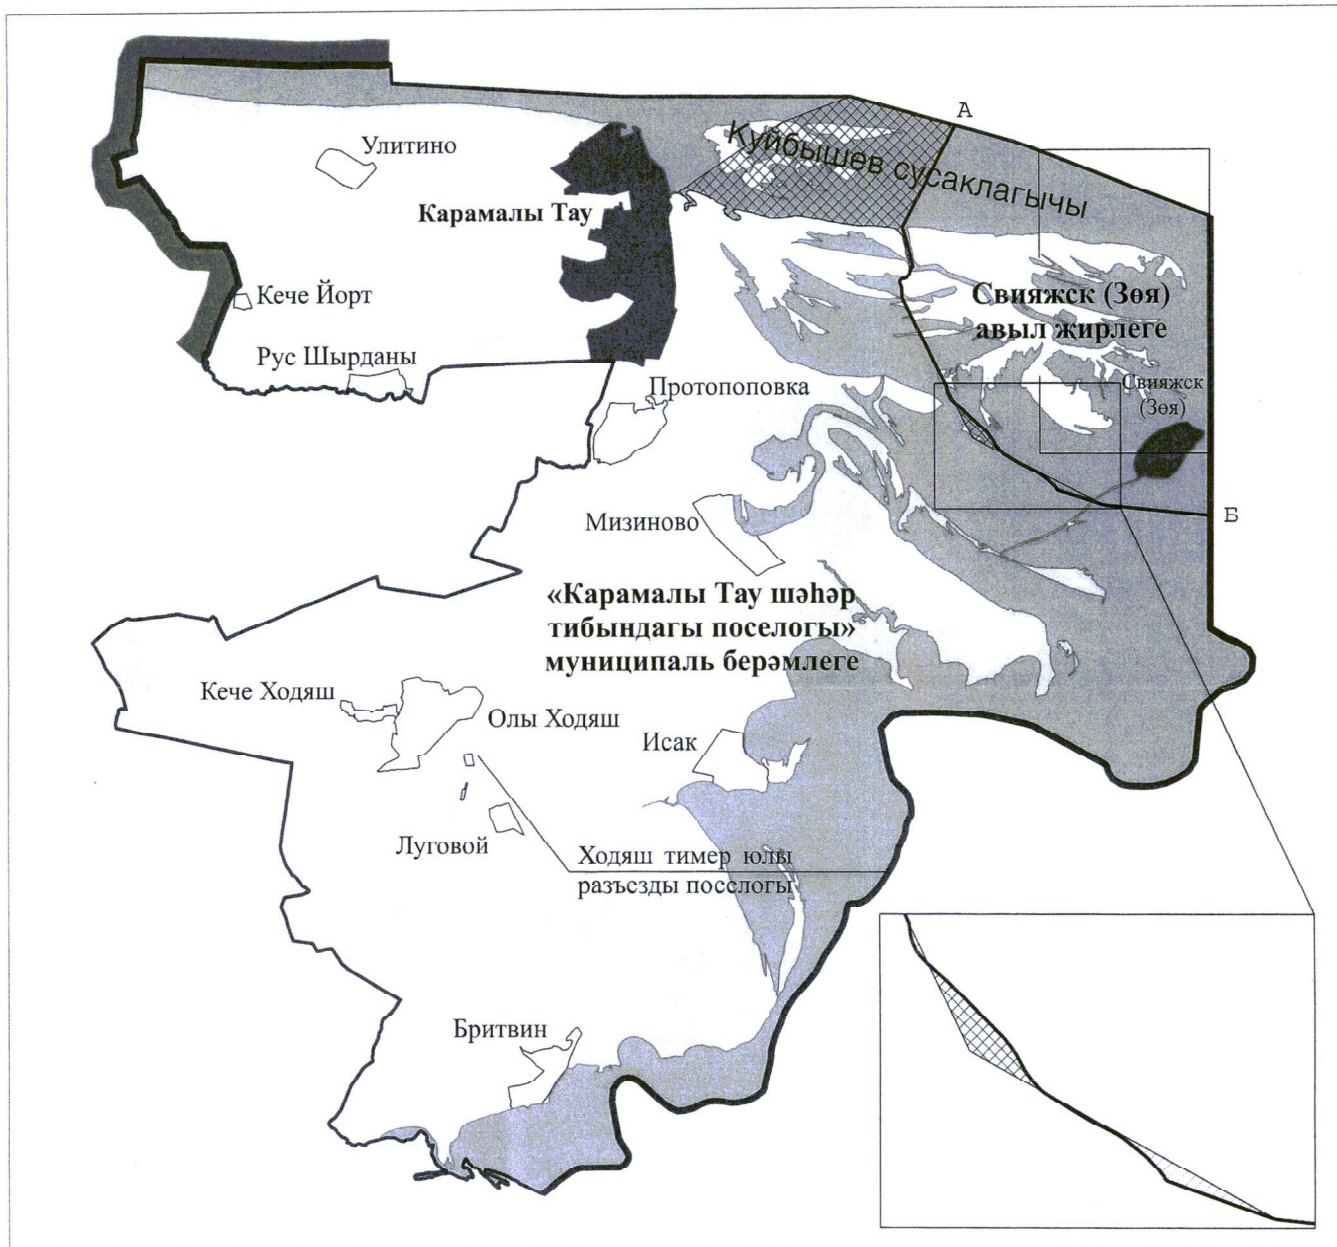 А
Куйбышев сусаклагычы
Улитино
Карамалы Тау
Кече Йорт
Свияжск (Зөя)
авыл жирлеге
Рус Шырданы
Протопоповка
Свияжск
(Зөя)
Мизиново
Б
«Карамалы Тау шәһәр
тибындагы поселогы»
муниципаль берәмлеге
Кече Ходяш
Олы Ходяш
Исак
Луговой
Ходяш тимер юлы
разъезды поселогы
Бритвин